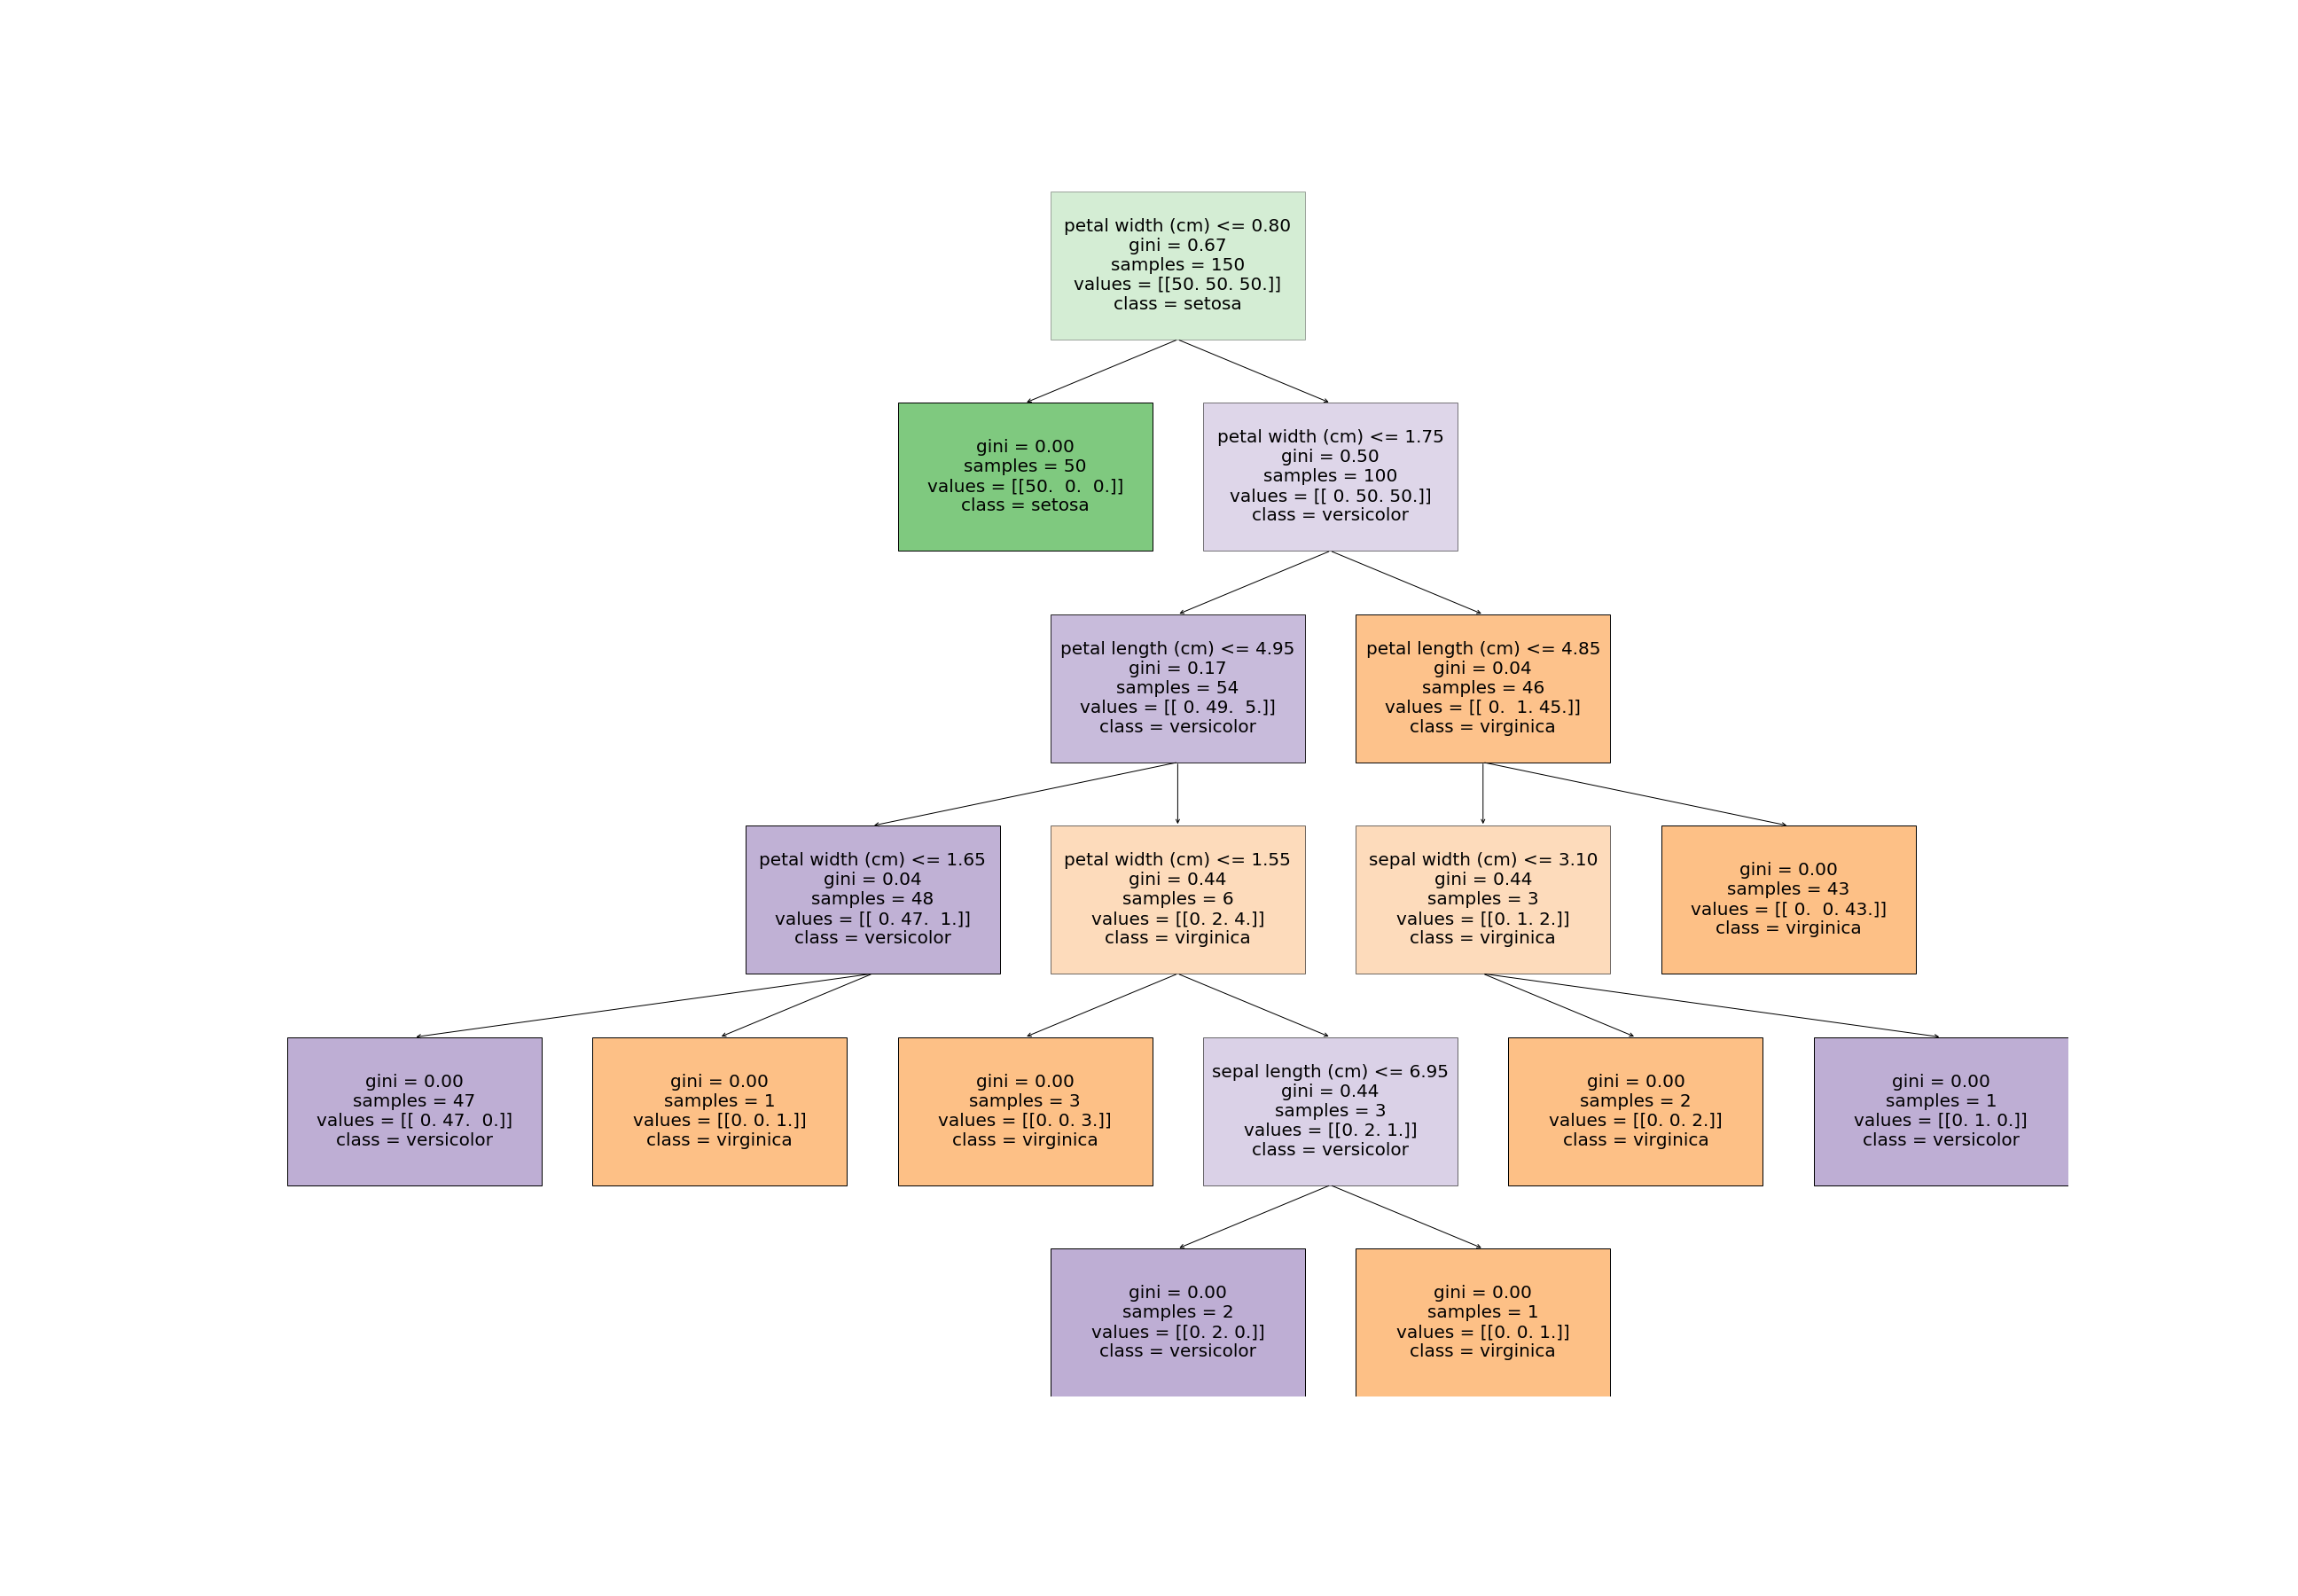 petal width (cm) <= 0.80
gini = 0.67
samples = 150
values = [[50. 50. 50.]]
class = setosa
gini = 0.00
samples = 50
values = [[50.  0.  0.]]
class = setosa
petal width (cm) <= 1.75
gini = 0.50
samples = 100
values = [[ 0. 50. 50.]]
class = versicolor
petal length (cm) <= 4.95
gini = 0.17
samples = 54
values = [[ 0. 49.  5.]]
class = versicolor
petal length (cm) <= 4.85
gini = 0.04
samples = 46
values = [[ 0.  1. 45.]]
class = virginica
petal width (cm) <= 1.65
gini = 0.04
samples = 48
values = [[ 0. 47.  1.]]
class = versicolor
petal width (cm) <= 1.55
gini = 0.44
samples = 6
values = [[0. 2. 4.]]
class = virginica
sepal width (cm) <= 3.10
gini = 0.44
samples = 3
values = [[0. 1. 2.]]
class = virginica
gini = 0.00
samples = 43
values = [[ 0.  0. 43.]]
class = virginica
gini = 0.00
samples = 47
values = [[ 0. 47.  0.]]
class = versicolor
gini = 0.00
samples = 1
values = [[0. 0. 1.]]
class = virginica
gini = 0.00
samples = 3
values = [[0. 0. 3.]]
class = virginica
sepal length (cm) <= 6.95
gini = 0.44
samples = 3
values = [[0. 2. 1.]]
class = versicolor
gini = 0.00
samples = 2
values = [[0. 0. 2.]]
class = virginica
gini = 0.00
samples = 1
values = [[0. 1. 0.]]
class = versicolor
gini = 0.00
samples = 2
values = [[0. 2. 0.]]
class = versicolor
gini = 0.00
samples = 1
values = [[0. 0. 1.]]
class = virginica